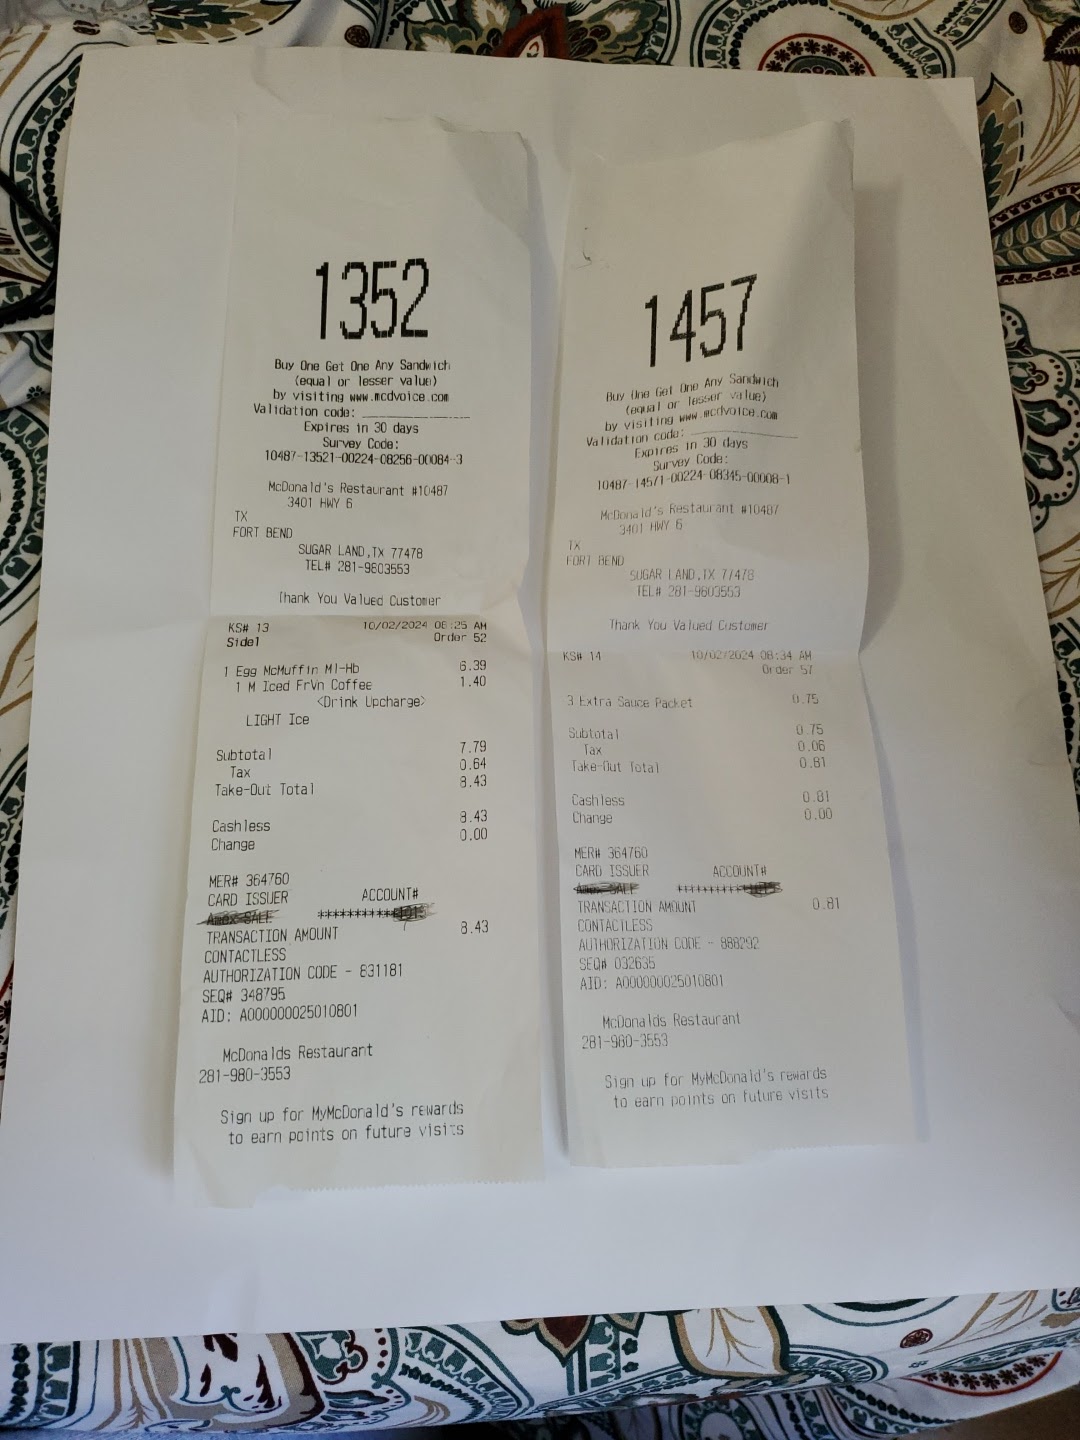 1352
Buy One Get One Any Sandwich
(equal or lesser value)
by visiting www.mcdvoice.com
Validation code: ______________
Expires in 30 days
Survey Code:
10487-13521-00224-08256-00084-3
McDonald's Restaurant #10487
3401 HWY 6
TX
FORT BEND
SUGAR LAND,TX 77478
TEL# 281-9803553
Thank You Valued Customer
KS# 13 10/02/2024 08:25 AM
Side1 Order 52
1 Egg McMuffin Ml-Hb 6.39
1 M Iced FrVn Coffee 1.40
<Drink Upcharge>
LIGHT Ice
Subtotal 7.79
Tax 0.64
Take-Out Total 8.43
Cashless 8.43
Change 0.00
MER# 364760
CARD ISSUER ACCOUNT#
TRANSACTION AMOUNT 8.43
CONTACTLESS
AUTHORIZATION CODE - 831181
SEQ# 348795
AID: A000000025010801
McDonalds Restaurant
281-980-3553
Sign up for MyMcDonald's rewards
to earn points on future visits
1457
Buy One Get One Any Sandwich
(equal or lesser value)
by visiting www.mcdvoice.com
Validation code: ______________
Expires in 30 days
Survey Code:
10487-14571-00224-08345-00008-1
McDonald's Restaurant #10487
3401 HWY 6
TX
FORT BEND
SUGAR LAND,TX 77478
TEL# 281-9803553
Thank You Valued Customer
KS# 14 10/02/2024 08:34 AM
Order 57
3 Extra Sauce Packet 0.75
Subtotal 0.75
Tax 0.06
Take-Out Total 0.81
Cashless 0.81
Change 0.00
MER# 364760
CARD ISSUER ACCOUNT#
TRANSACTION AMOUNT 0.81
CONTACTLESS
AUTHORIZATION CODE - 888292
SEQ# 032635
AID: A000000025010801
McDonalds Restaurant
281-980-3553
Sign up for MyMcDonald's rewards
to earn points on future visits